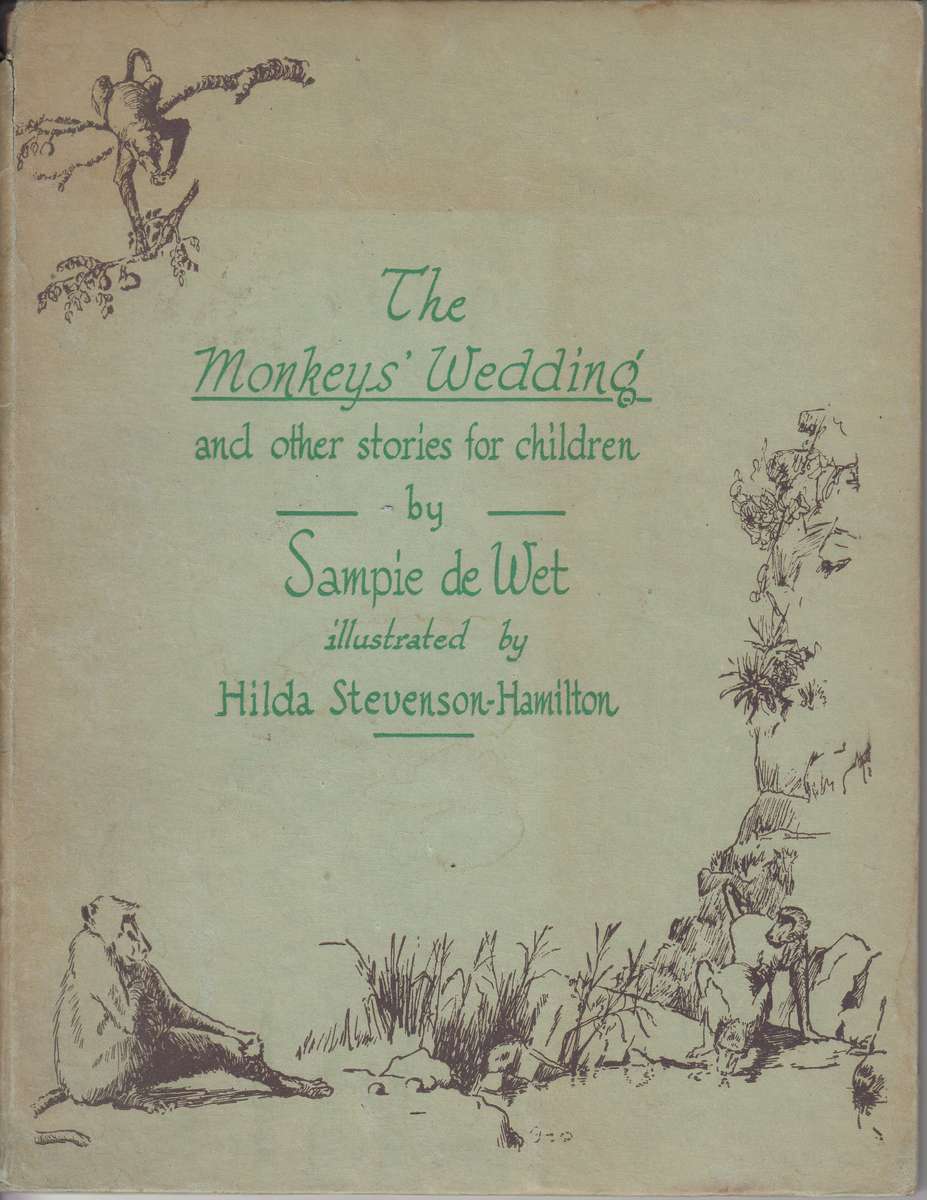 The
Monkeys' Wedding
and other stories for children
by
Sampie de Wet
illustrated by
Hilda Stevenson-Hamilton